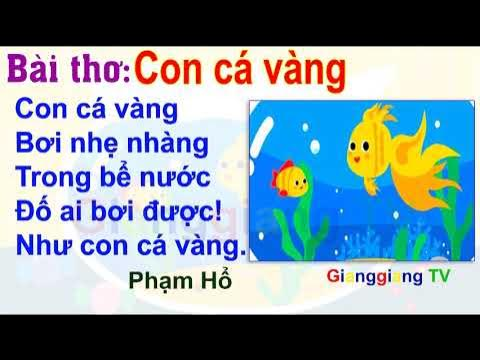 Bài thơ: Con cá vàng
Con cá vàng
Bơi nhẹ nhàng
Trong bể nước
Đố ai bơi được!
Như con cá vàng.
Phạm Hổ
Gianggiang TV
Gianggiang